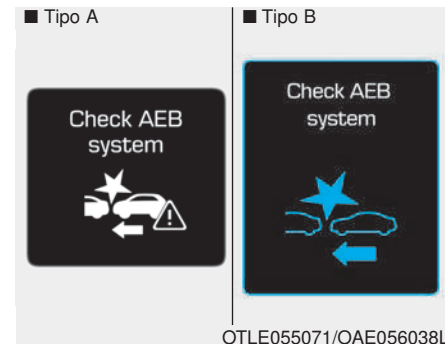 ■ Tipo A
■ Tipo B
Check AEB
system
Check AEB
system
OTLE055071/OAE056038L